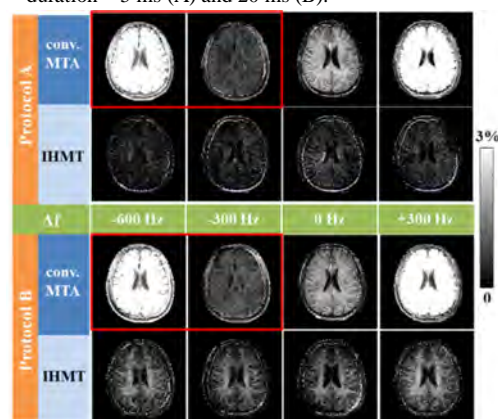 duration = 5 ms (A) and 20 ms (B).
Protocol A
conv.
MTA
IHMT
3%
0
Δf
-600 Hz
-300 Hz
0 Hz
+300 Hz
Protocol B
conv.
MTA
IHMT